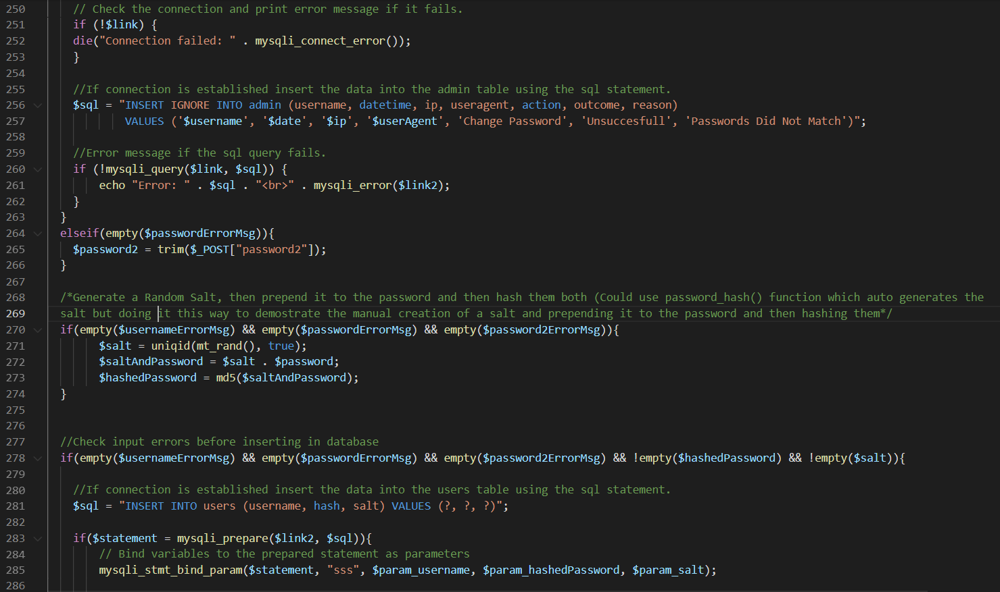 250 // Check the connection and print error message if it fails.
251 if (!$link) {
252 die("Connection failed: " . mysqli_connect_error());
253 }
254
255 //If connection is established insert the data into the admin table using the sql statement.
256 $sql = "INSERT IGNORE INTO admin (username, datetime, ip, useragent, action, outcome, reason)
257 VALUES ('$username', '$date', '$ip', '$userAgent', 'Change Password', 'Unsuccesfull', 'Passwords Did Not Match')";
258
259 //Error message if the sql query fails.
260 if (!mysqli_query($link, $sql)) {
261 echo "Error: " . $sql . "<br>" . mysqli_error($link2);
262 }
263 }
264 elseif(empty($passwordErrorMsg)){
265 $password2 = trim($_POST["password2"]);
266 }
267
268 /*Generate a Random Salt, then prepend it to the password and then hash them both (Could use password_hash() function which auto generates the
269 salt but doing it this way to demostrate the manual creation of a salt and prepending it to the password and then hashing them*/
270 if(empty($usernameErrorMsg) && empty($passwordErrorMsg) && empty($password2ErrorMsg)){
271 $salt = uniqid(mt_rand(), true);
272 $saltAndPassword = $salt . $password;
273 $hashedPassword = md5($saltAndPassword);
274 }
275
276
277 //Check input errors before inserting in database
278 if(empty($usernameErrorMsg) && empty($passwordErrorMsg) && empty($password2ErrorMsg) && !empty($hashedPassword) && !empty($salt)){
279
280 //If connection is established insert the data into the users table using the sql statement.
281 $sql = "INSERT INTO users (username, hash, salt) VALUES (?, ?, ?)";
282
283 if($statement = mysqli_prepare($link2, $sql)){
284 // Bind variables to the prepared statement as parameters
285 mysqli_stmt_bind_param($statement, "sss", $param_username, $param_hashedPassword, $param_salt);
286